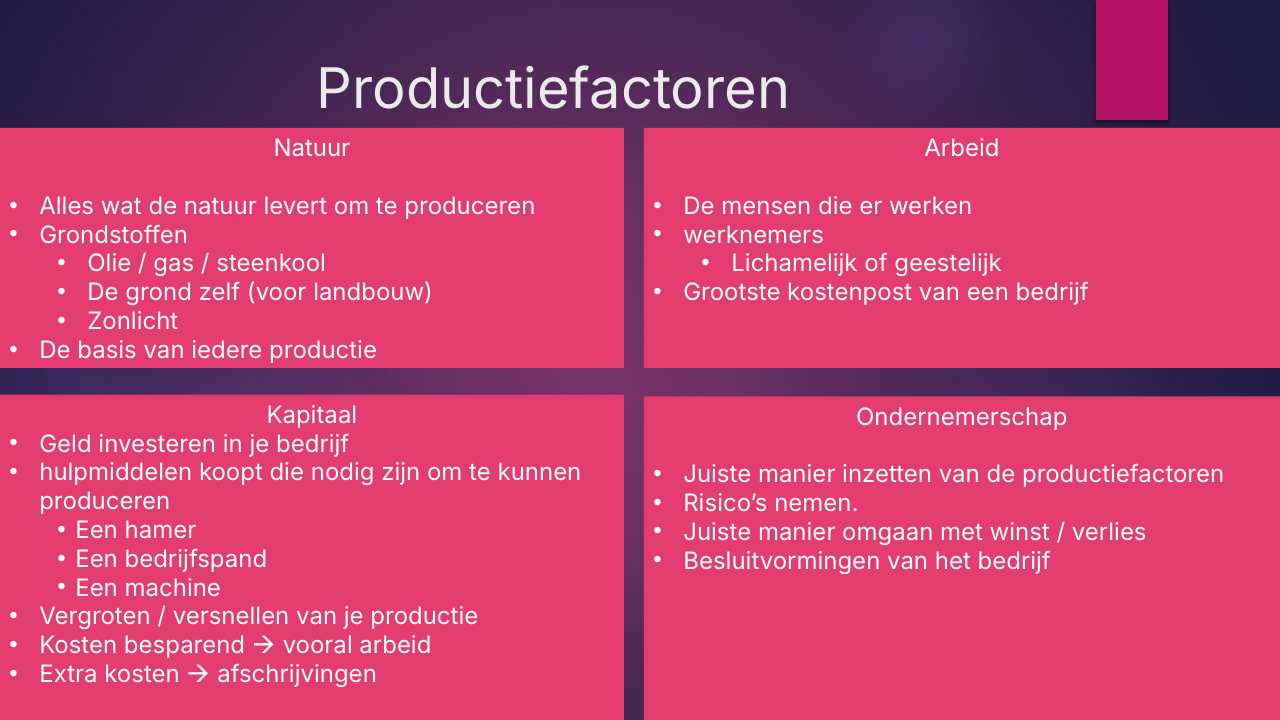 Productiefactoren
Natuur
• Alles wat de natuur levert om te produceren
• Grondstoffen
• Olie / gas / steenkool
• De grond zelf (voor landbouw)
• Zonlicht
• De basis van iedere productie
Arbeid
• De mensen die er werken
• werknemers
• Lichamelijk of geestelijk
• Grootste kostenpost van een bedrijf
Kapitaal
• Geld investeren in je bedrijf
• hulpmiddelen koopt die nodig zijn om te kunnen
produceren
• Een hamer
• Een bedrijfspand
• Een machine
• Vergroten / versnellen van je productie
• Kosten besparend → vooral arbeid
• Extra kosten → afschrijvingen
Ondernemerschap
• Juiste manier inzetten van de productiefactoren
• Risico’s nemen.
• Juiste manier omgaan met winst / verlies
• Besluitvormingen van het bedrijf